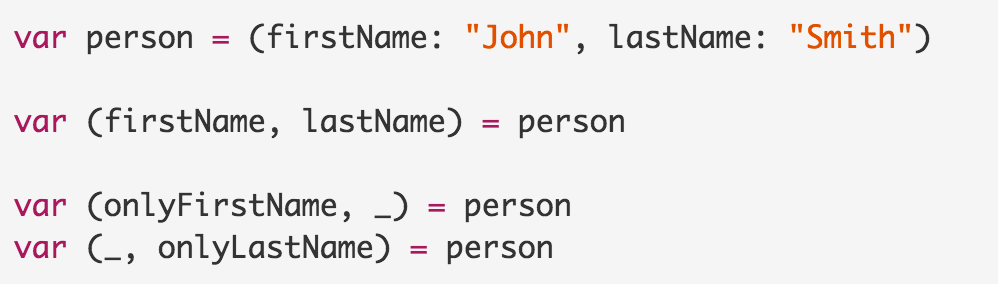 var person = (firstName: "John", lastName: "Smith")
var (firstName, lastName) = person
var (onlyFirstName, _) = person
var (_, onlyLastName) = person